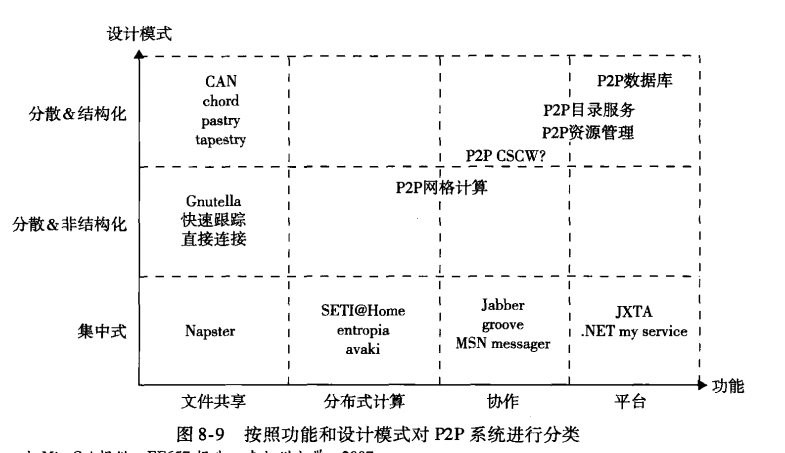 设计模式
分散&结构化
CAN
chord
pastry
tapestry
P2P数据库
P2P目录服务
P2P资源管理
P2P CSCW?
分散&非结构化
Gnutella
快速跟踪
直接连接
P2P网格计算
集中式
Napster
SETI@Home
entropia
avaki
Jabber
groove
MSN messager
JXTA
.NET my service
功能
文件共享
分布式计算
协作
平台
图 8-9 按照功能和设计模式对 P2P 系统进行分类